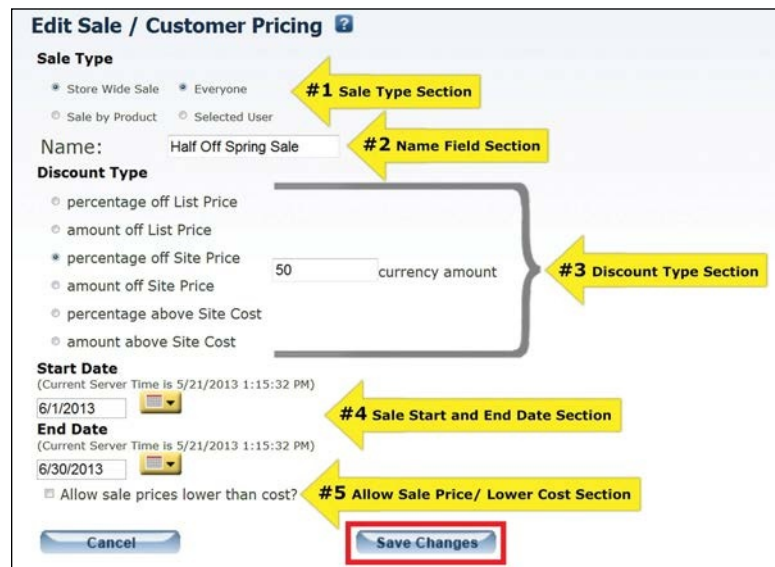 Edit Sale / Customer Pricing ?
Sale Type
Store Wide Sale Everyone
#1 Sale Type Section
Sale by Product Selected User
Name: Half Off Spring Sale
#2 Name Field Section
Discount Type
percentage off List Price
amount off List Price
percentage off Site Price
50 currency amount
#3 Discount Type Section
amount off Site Price
percentage above Site Cost
amount above Site Cost
Start Date
(Current Server Time is 5/21/2013 1:15:32 PM)
6/1/2013
#4 Sale Start and End Date Section
End Date
(Current Server Time is 5/21/2013 1:15:32 PM)
6/30/2013
Allow sale prices lower than cost?
#5 Allow Sale Price/ Lower Cost Section
Cancel Save Changes